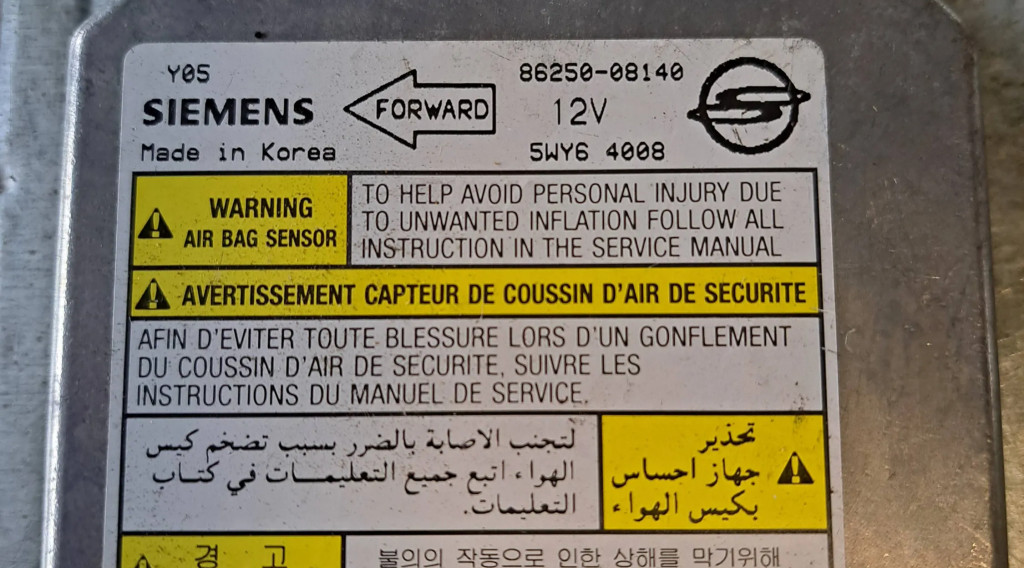 Y05
SIEMENS
Made in Korea
FORWARD
86250-08140
12V
5WY6 4008
WARNING
AIR BAG SENSOR
TO HELP AVOID PERSONAL INJURY DUE
TO UNWANTED INFLATION FOLLOW ALL
INSTRUCTION IN THE SERVICE MANUAL
AVERTISSEMENT CAPTEUR DE COUSSIN D'AIR DE SECURITE
AFIN D'EVITER TOUTE BLESSURE LORS D'UN GONFLEMENT
DU COUSSIN D'AIR DE SECURITE, SUIVRE LES
INSTRUCTIONS DU MANUEL DE SERVICE.
تحذير
جهاز احساس
بكيس الهواء
لتجنب الاصابة بالضرر بسبب تضخم كيس
الهواء اتبع جميع التعليمات في كتاب
التعليمات.
경 고
불의의 작동으로 인한 상해를 막기위해